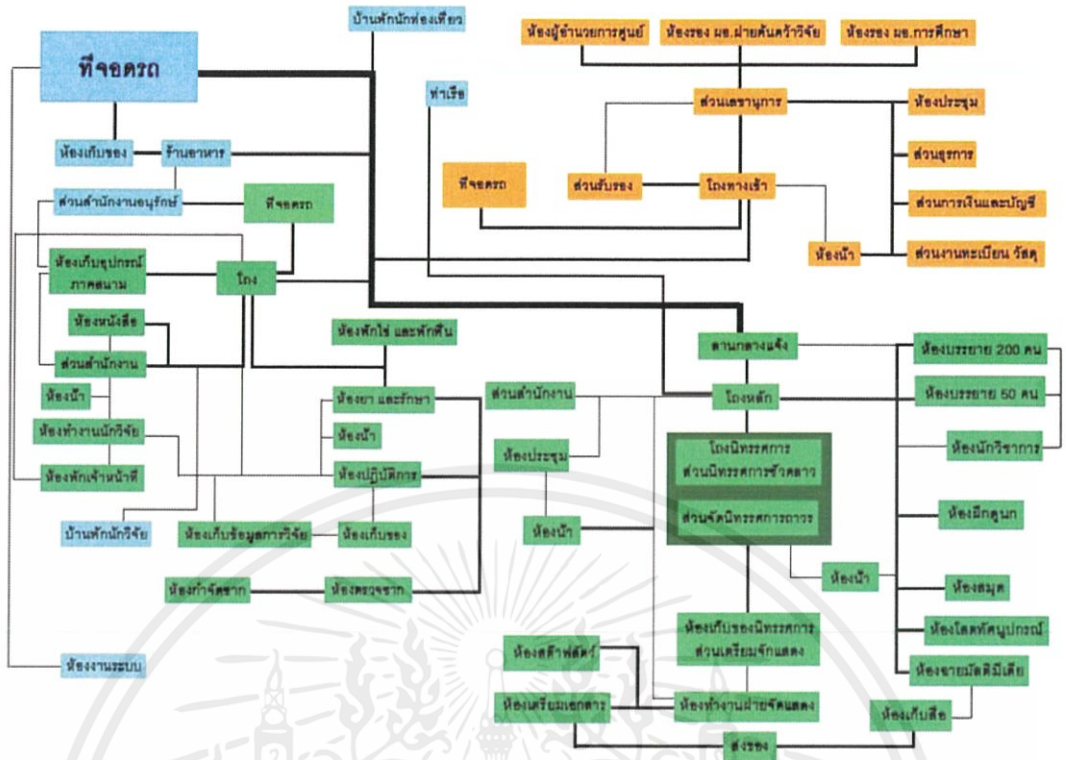 บ้านพักนักท่องเที่ยว
ห้องผู้อำนวยการศูนย์
ห้องรอง ผอ.ฝ่ายค้นคว้าวิจัย
ห้องรอง ผอ.การศึกษา
ที่จอดรถ
ท่าเรือ
ส่วนเลขานุการ
ห้องประชุม
ห้องเก็บของ
ร้านอาหาร
ส่วนธุรการ
ที่จอดรถ
ส่วนรับรอง
โถงทางเข้า
ส่วนสำนักงานอนุรักษ์
ที่จอดรถ
ส่วนการเงินและบัญชี
ห้องน้ำ
ส่วนงานทะเบียน วัสดุ
ห้องเก็บอุปกรณ์
ภาคสนาม
โถง
ห้องหนังสือ
ห้องฟักไข่ และพักฟื้น
ลานกลางแจ้ง
ห้องบรรยาย 200 คน
ส่วนสำนักงาน
ห้องน้ำ
ห้องยา และรักษา
ส่วนสำนักงาน
โถงหลัก
ห้องบรรยาย 50 คน
ห้องทำงานนักวิจัย
ห้องน้ำ
ห้องประชุม
โถงนิทรรศการ
ส่วนนิทรรศการชั่วคราว
ห้องนักวิชาการ
ห้องพักเจ้าหน้าที่
ห้องปฏิบัติการ
ส่วนจัดนิทรรศการถาวร
ห้องฝึกดูนก
บ้านพักนักวิจัย
ห้องเก็บข้อมูลการวิจัย
ห้องเก็บของ
ห้องน้ำ
ห้องน้ำ
ห้องสมุด
ห้องกำจัดซาก
ห้องตรวจซาก
ห้องเก็บของนิทรรศการ
ส่วนเตรียมจัดแสดง
ห้องโสตทัศนูปกรณ์
ห้องงานระบบ
ห้องสต๊าฟสัตว์
ห้องฉายมัลติมีเดีย
ห้องเตรียมเอกสาร
ห้องทำงานฝ่ายจัดแสดง
ห้องเก็บสื่อ
ส่งของ